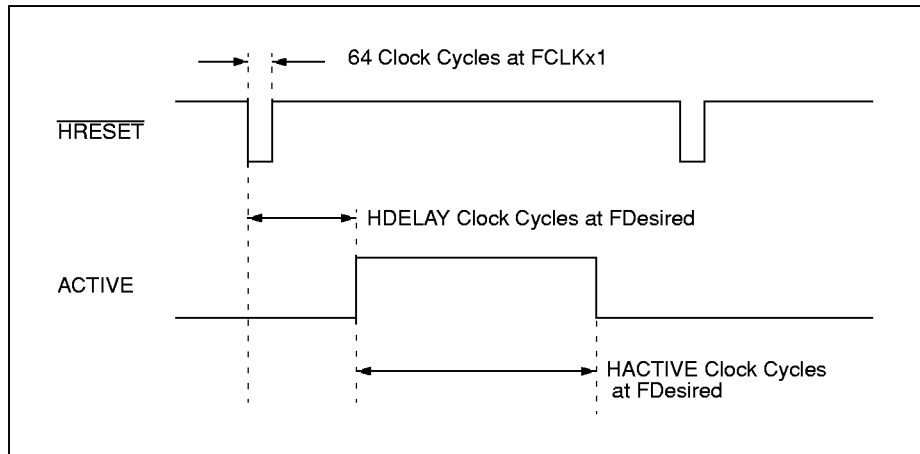 64 Clock Cycles at FCLKx1
HRESET
HDELAY Clock Cycles at FDesired
ACTIVE
HACTIVE Clock Cycles
at FDesired